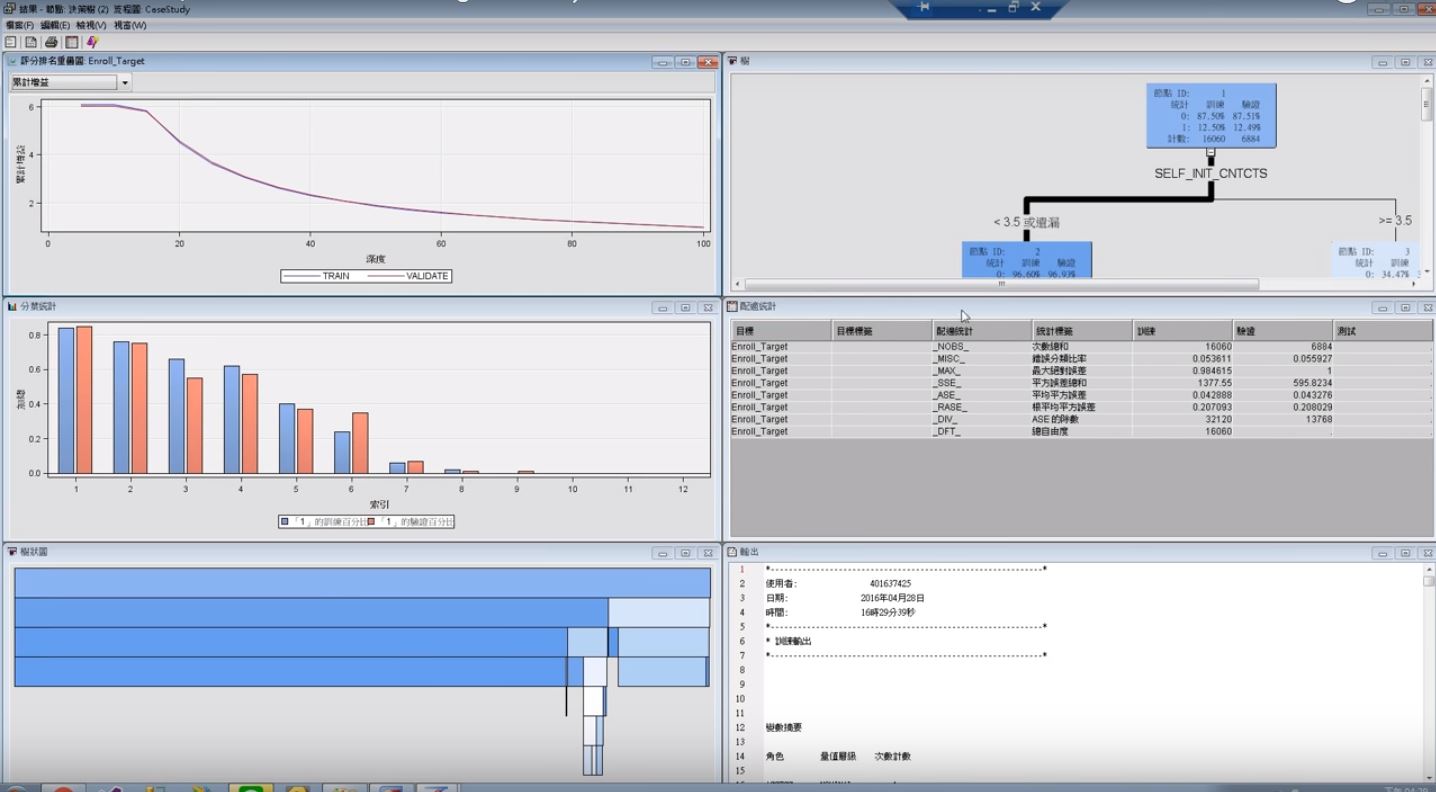 結果 - 節點: 決策樹 (2) 流程圖: CaseStudy
檔案(F) 編輯(E) 檢視(V) 視窗(W)
評分排名重疊圖: Enroll_Target
累計增益
累計增益
6
4
2
0 20 40 60 80 100
深度
TRAIN VALIDATE
樹
節點 ID: 1
統計 訓練 驗證
0: 87.50% 87.51%
1: 12.50% 12.49%
計數: 16060 6884
SELF_INIT_CNTCTS
< 3.5 或遺漏
>= 3.5
節點 ID: 2
統計 訓練 驗證
0: 96.60% 96.93%
節點 ID: 3
統計 訓練
0: 34.47%
分葉統計
0.8
0.6
0.4
0.2
0.0
1 2 3 4 5 6 7 8 9 10 11 12
索引
「1」的訓練百分比 「1」的驗證百分比
配適統計
目標 目標標籤 配適統計 統計標籤 訓練 驗證 測試
Enroll_Target _NOBS_ 次數總和 16060 6884 .
Enroll_Target _MISC_ 錯誤分類比率 0.053611 0.055927 .
Enroll_Target _MAX_ 最大絕對誤差 0.984615 1 .
Enroll_Target _SSE_ 平方誤差總和 1377.55 595.8234 .
Enroll_Target _ASE_ 平均平方誤差 0.042888 0.043276 .
Enroll_Target _RASE_ 根平均平方誤差 0.207093 0.208029 .
Enroll_Target _DIV_ ASE 的除數 32120 13768 .
Enroll_Target _DFT_ 總自由度 16060 . .
樹狀圖
輸出
1 *------------------------------------------------------------*
2 使用者: 401637425
3 日期: 2016年04月28日
4 時間: 16時29分39秒
5 *------------------------------------------------------------*
6 * 訓練輸出
7 *------------------------------------------------------------*
8
9
10
11
12 變數摘要
13
14 角色 量值層級 次數計數
15